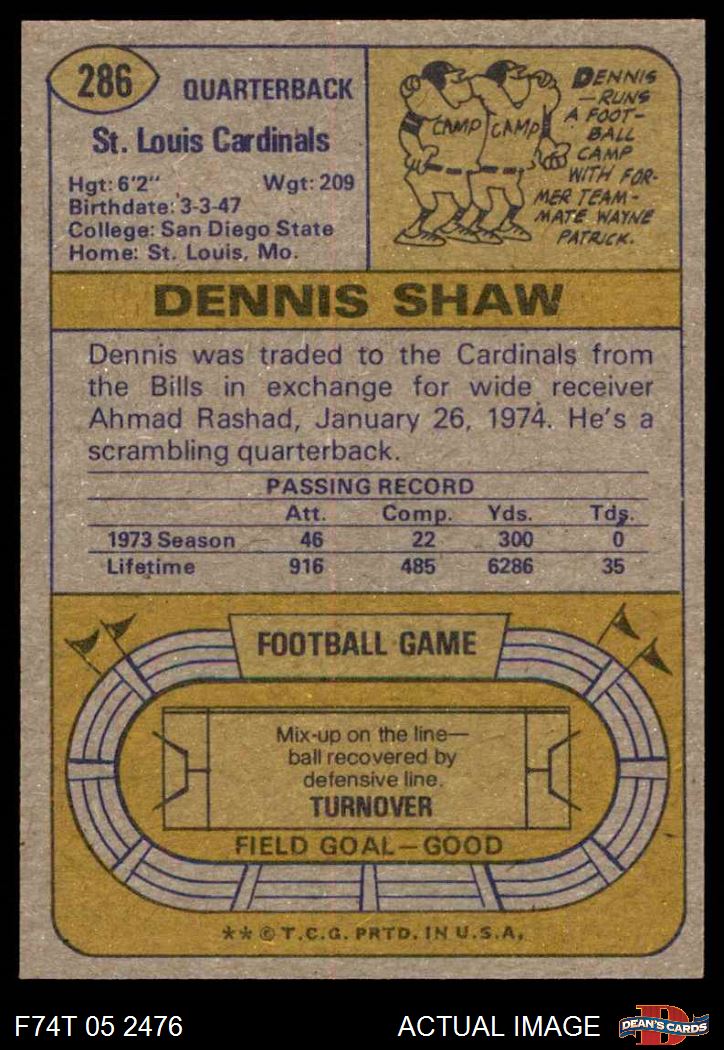 286
QUARTERBACK
St. Louis Cardinals
Hgt: 6'2" Wgt: 209
Birthdate: 3-3-47
College: San Diego State
Home: St. Louis, Mo.
CAMP CAMP
DENNIS
—RUNS
A FOOT-
BALL
CAMP
WITH FOR-
MER TEAM-
MATE WAYNE
PATRICK.
DENNIS SHAW
Dennis was traded to the Cardinals from
the Bills in exchange for wide receiver
Ahmad Rashad, January 26, 1974. He's a
scrambling quarterback.
PASSING RECORD
Att. Comp. Yds. Tds.
1973 Season 46 22 300 0
Lifetime 916 485 6286 35
FOOTBALL GAME
Mix-up on the line—
ball recovered by
defensive line.
TURNOVER
FIELD GOAL—GOOD
** © T.C.G. PRTD. IN U.S.A.
F74T 05 2476 ACTUAL IMAGE
D
DEAN'S CARDS